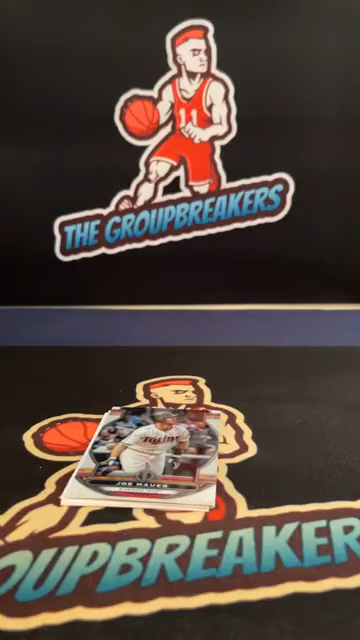 THE GROUPBREAKERS
11
Twins
JOE MAUER
OUPBREAKER